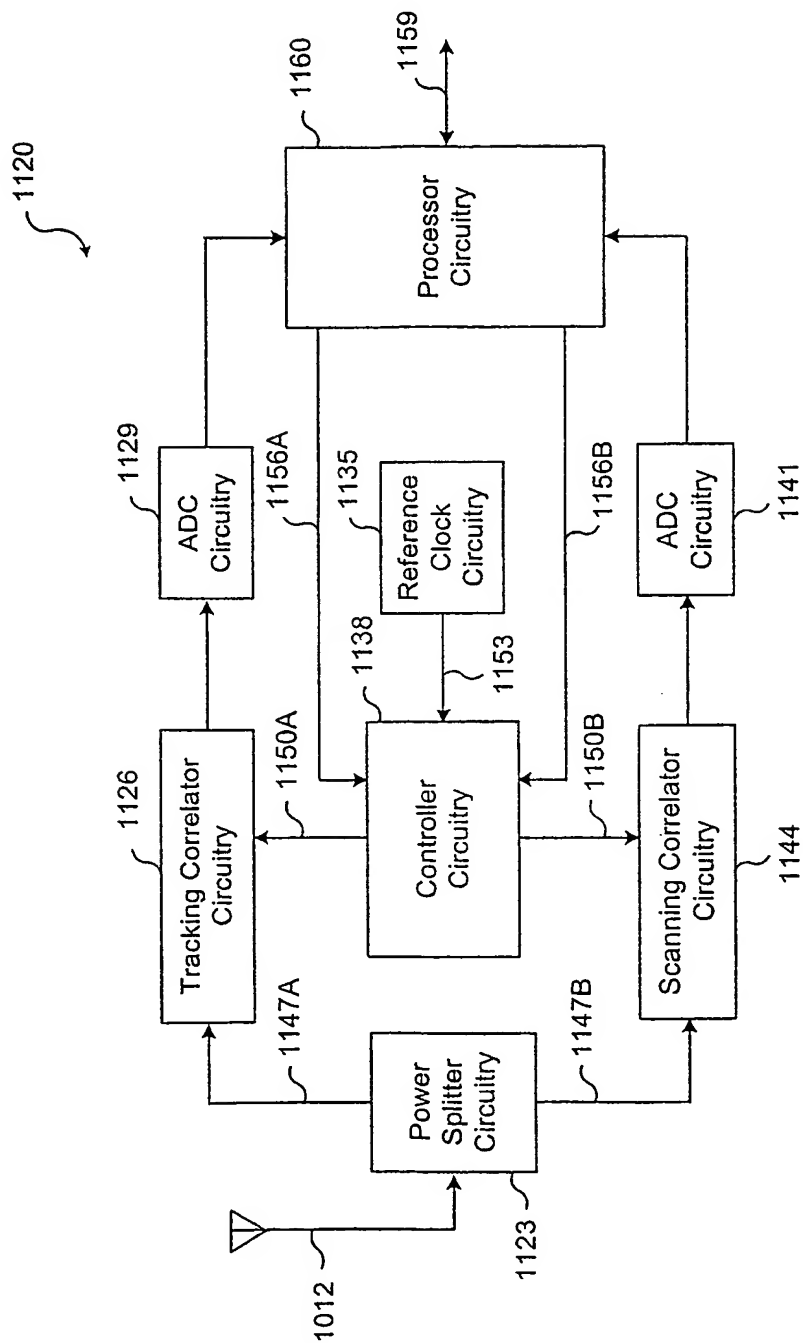 1120
1012
Power
Splitter
Circuitry
1123
1147A
1147B
1126
Tracking Correlator
Circuitry
1150A
1138
Controller
Circuitry
1150B
Scanning Correlator
Circuitry
1144
1153
1135
Reference
Clock
Circuitry
1129
ADC
Circuitry
1156A
1156B
ADC
Circuitry
1141
1160
Processor
Circuitry
1159